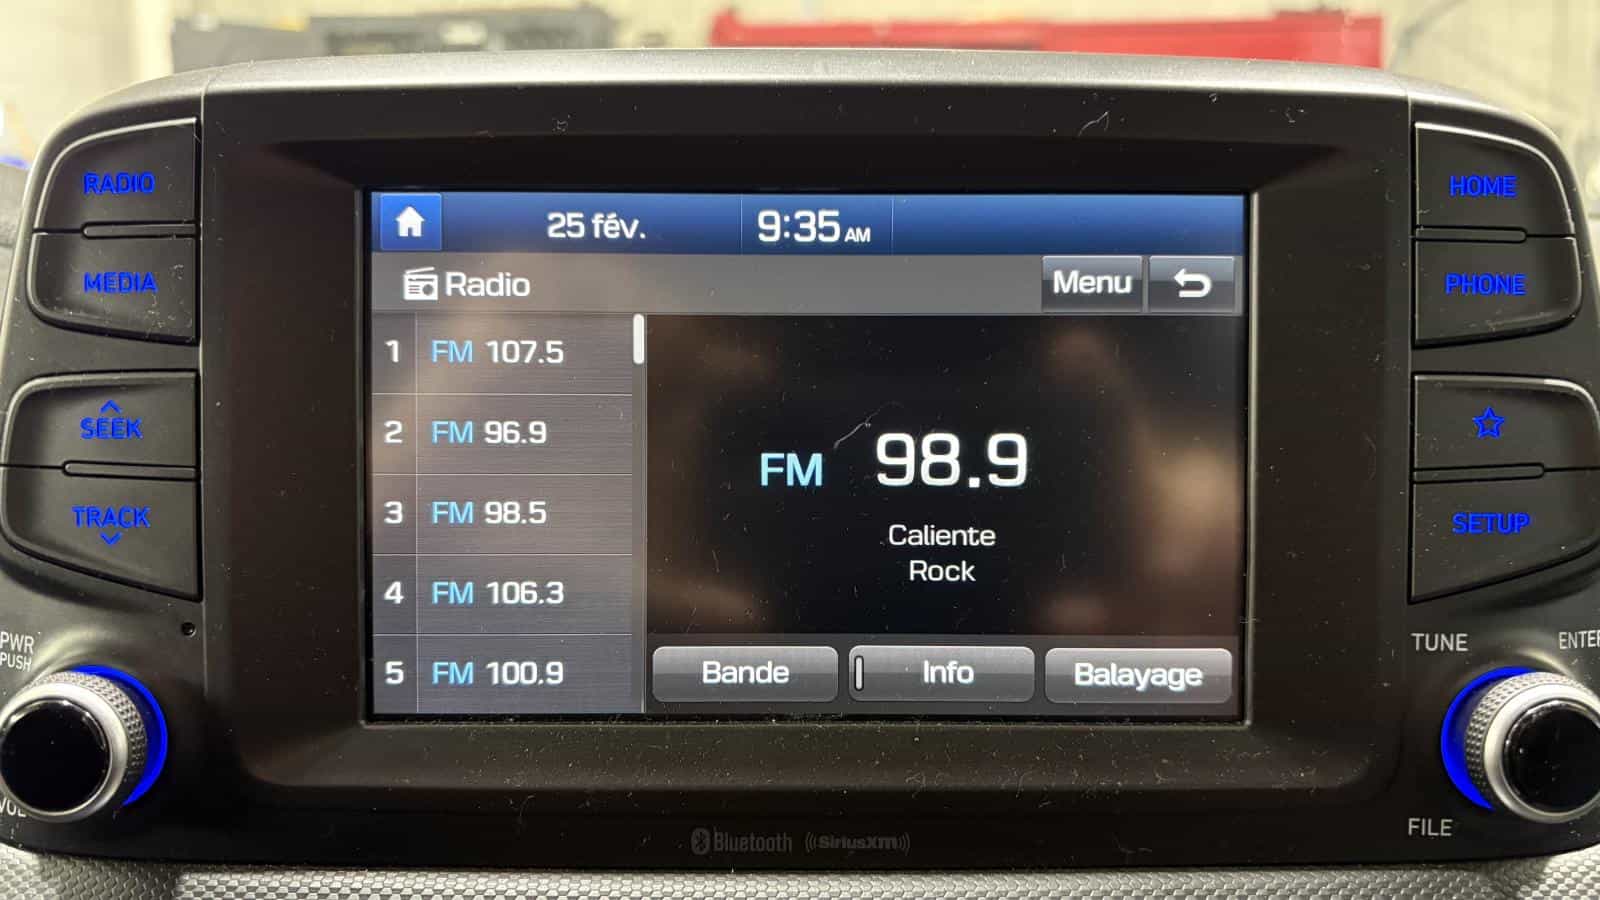 RADIO
MEDIA
SEEK
TRACK
PWR
PUSH
VOL
25 fév. 9:35 AM
Radio Menu
1 FM 107.5
2 FM 96.9
3 FM 98.5
4 FM 106.3
5 FM 100.9
FM 98.9
Caliente
Rock
Bande Info Balayage
HOME
PHONE
SETUP
TUNE
ENTE
FILE
Bluetooth SiriusXM